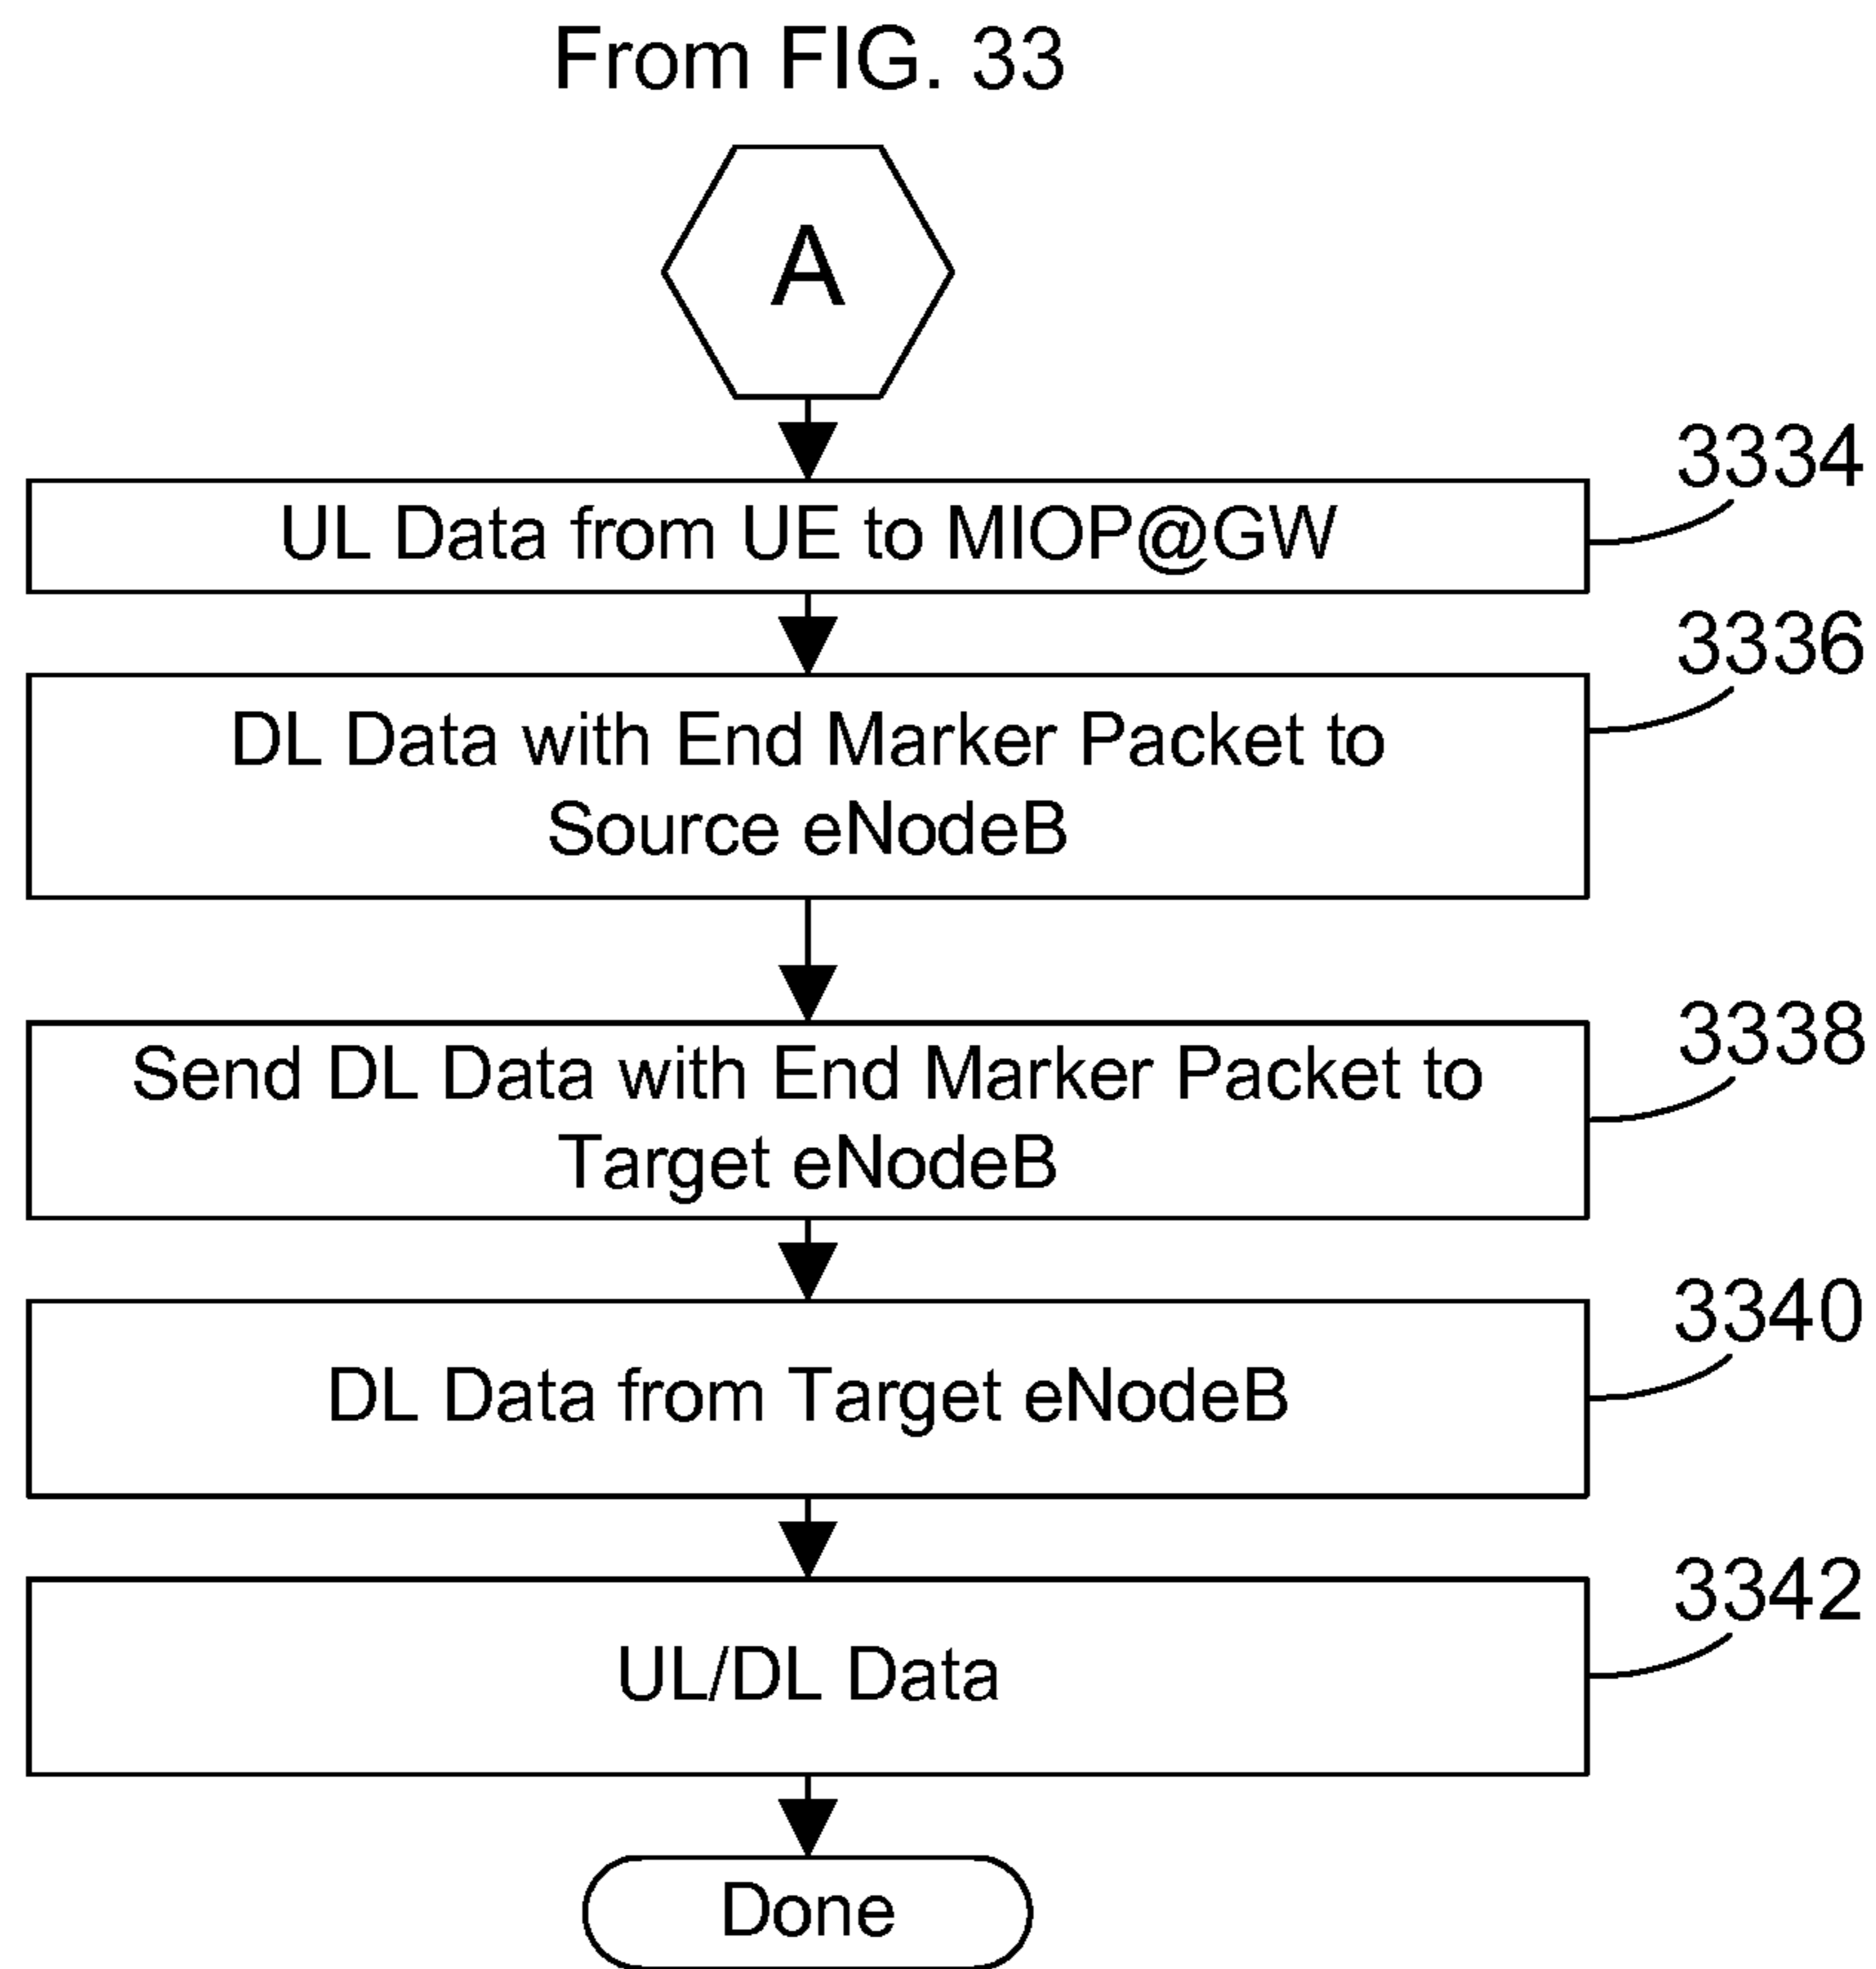 From FIG. 33
A
3334
UL Data from UE to MIOP@GW
3336
DL Data with End Marker Packet to
Source eNodeB
3338
Send DL Data with End Marker Packet to
Target eNodeB
3340
DL Data from Target eNodeB
3342
UL/DL Data
Done